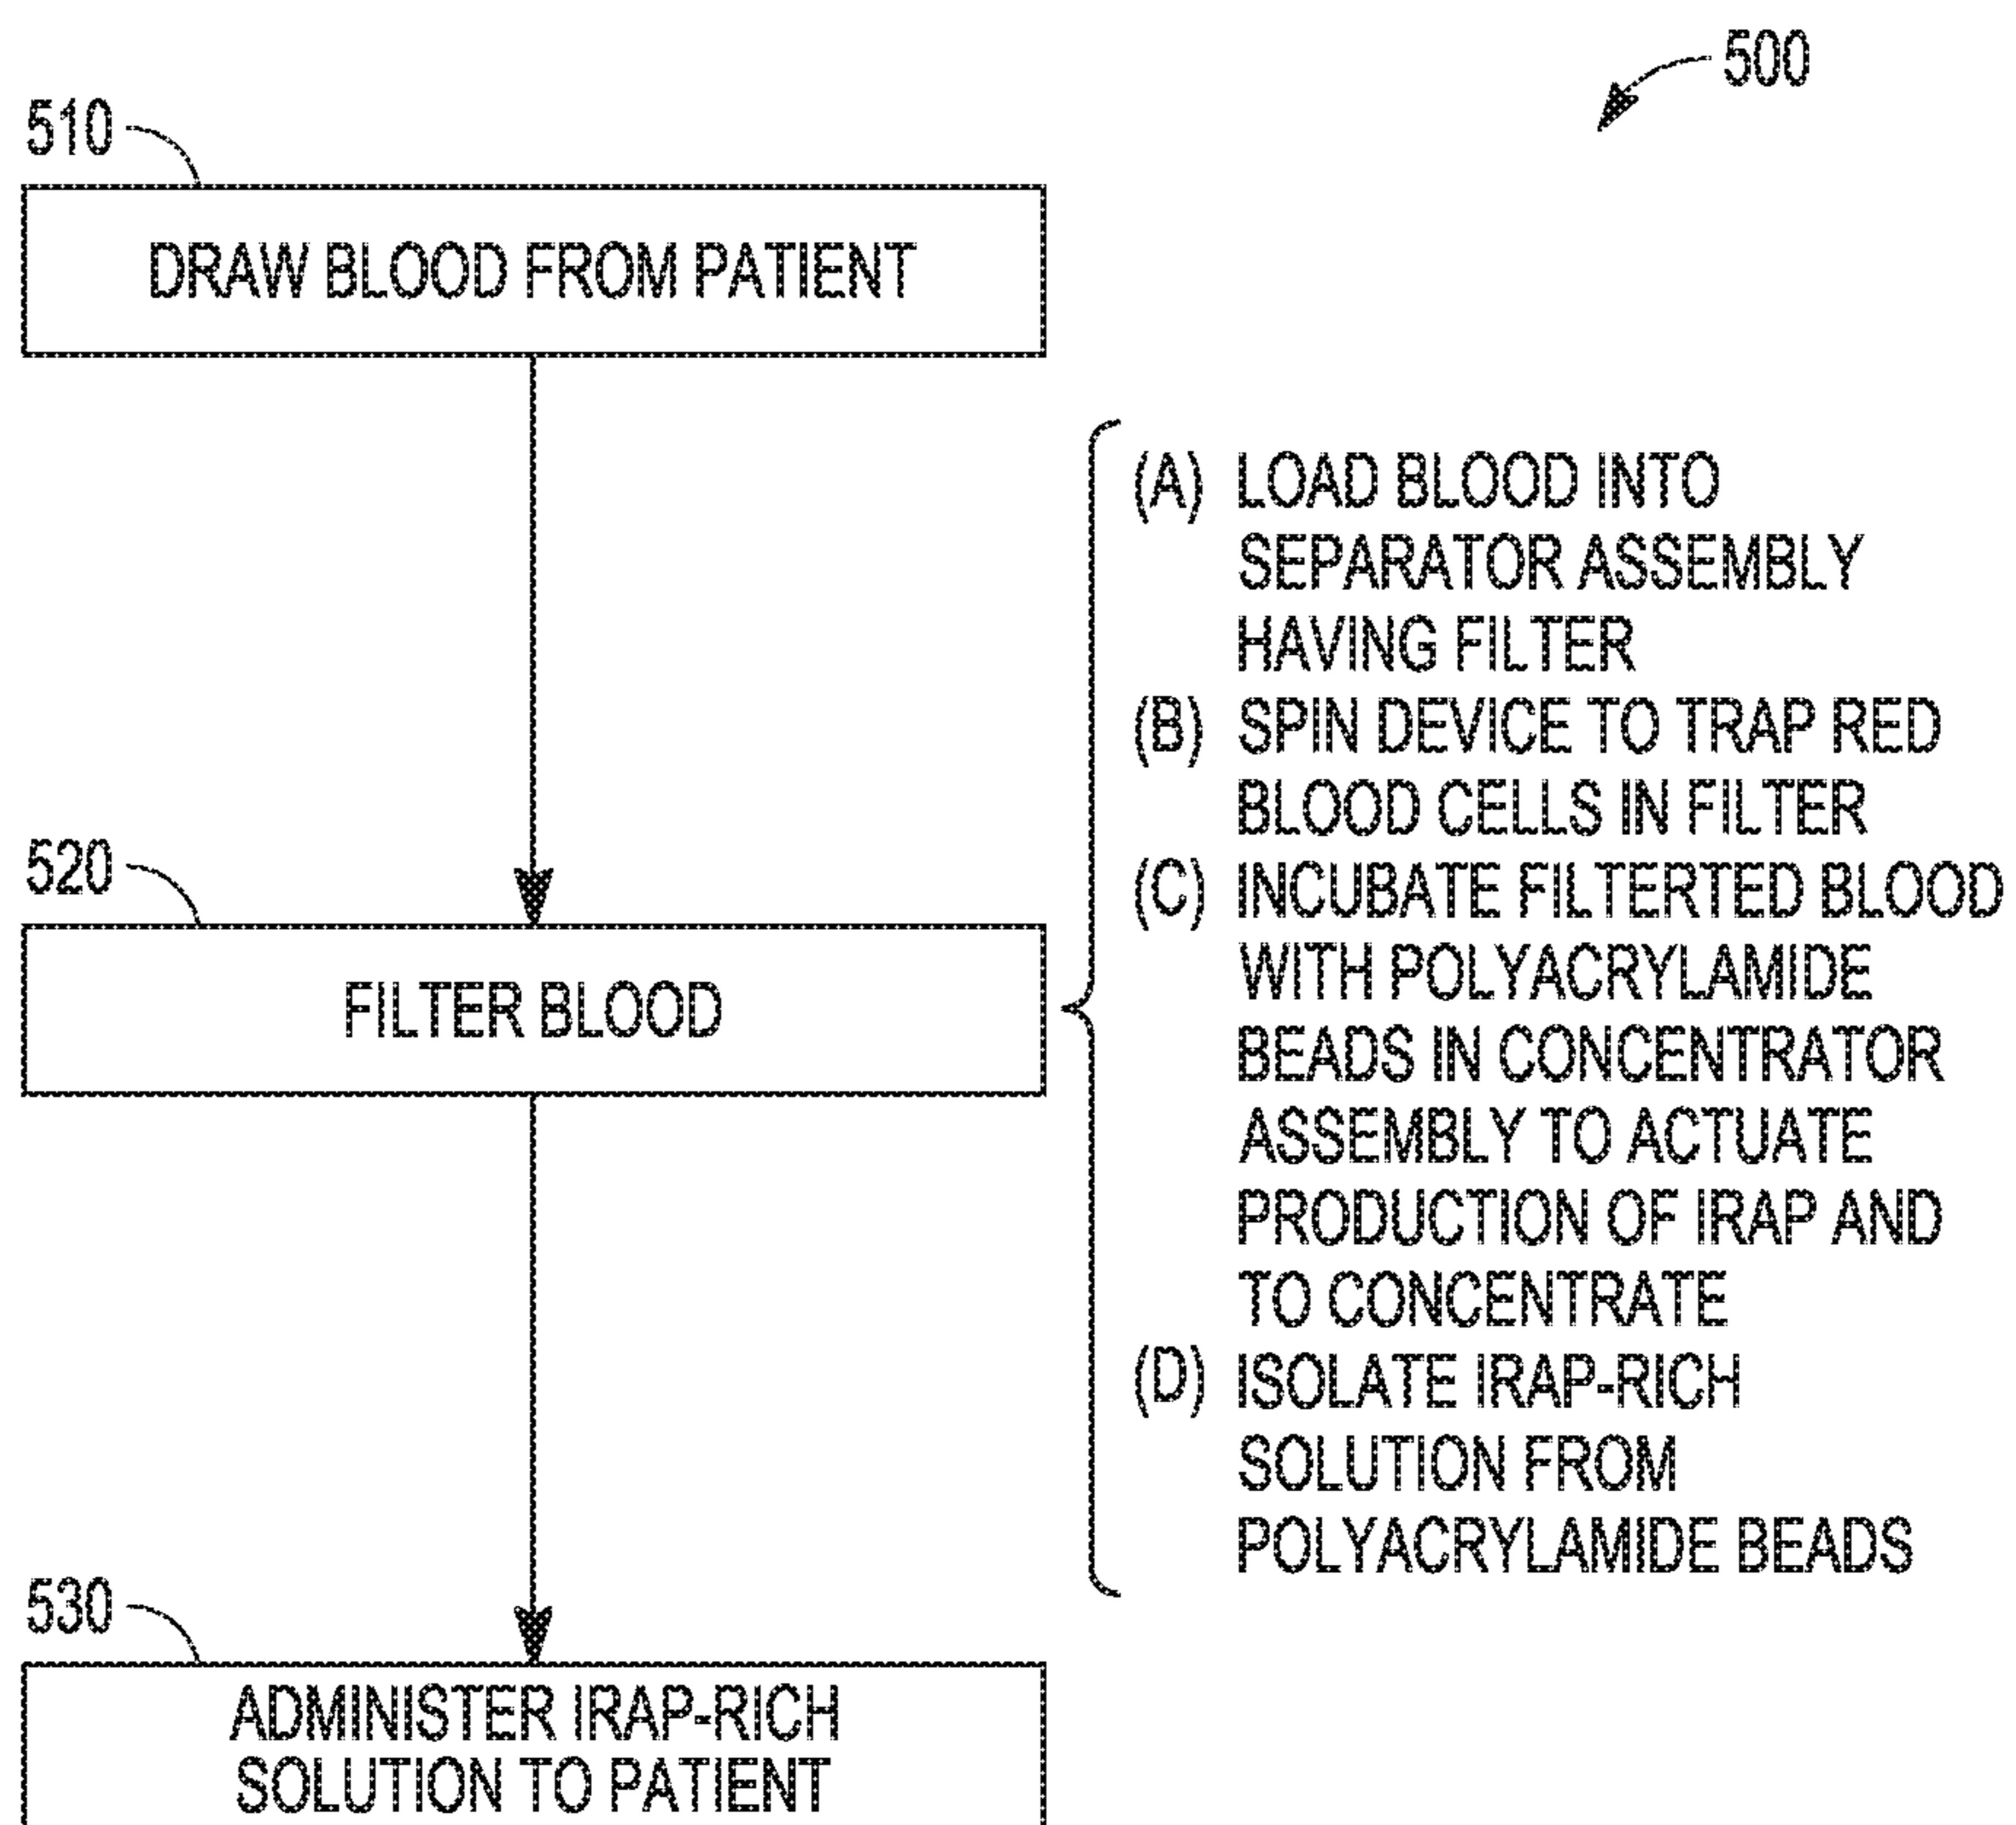 500
510
DRAW BLOOD FROM PATIENT
(A) LOAD BLOOD INTO
SEPARATOR ASSEMBLY
HAVING FILTER
(B) SPIN DEVICE TO TRAP RED
BLOOD CELLS IN FILTER
520
FILTER BLOOD
(C) INCUBATE FILTERTED BLOOD
WITH POLYACRYLAMIDE
BEADS IN CONCENTRATOR
ASSEMBLY TO ACTUATE
PRODUCTION OF IRAP AND
TO CONCENTRATE
(D) ISOLATE IRAP-RICH
SOLUTION FROM
POLYACRYLAMIDE BEADS
530
ADMINISTER IRAP-RICH
SOLUTION TO PATIENT